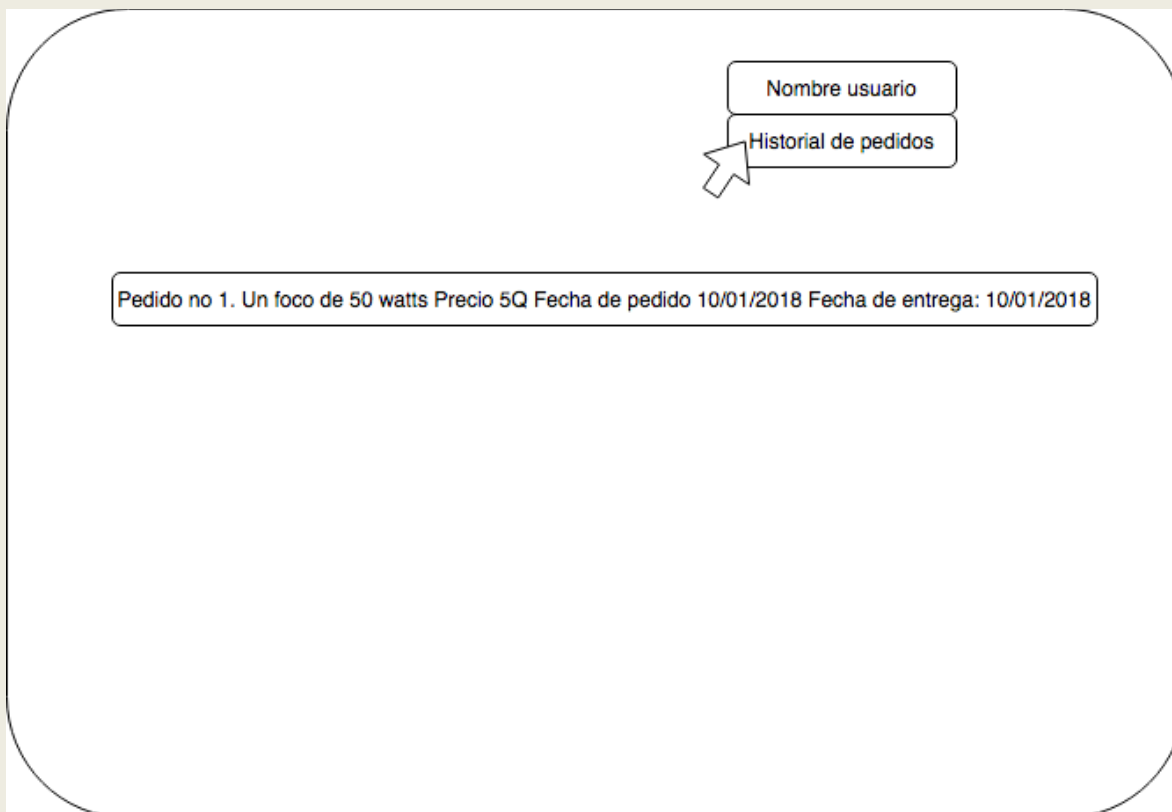 Nombre usuario
Historial de pedidos
Pedido no 1. Un foco de 50 watts Precio 5Q Fecha de pedido 10/01/2018 Fecha de entrega: 10/01/2018